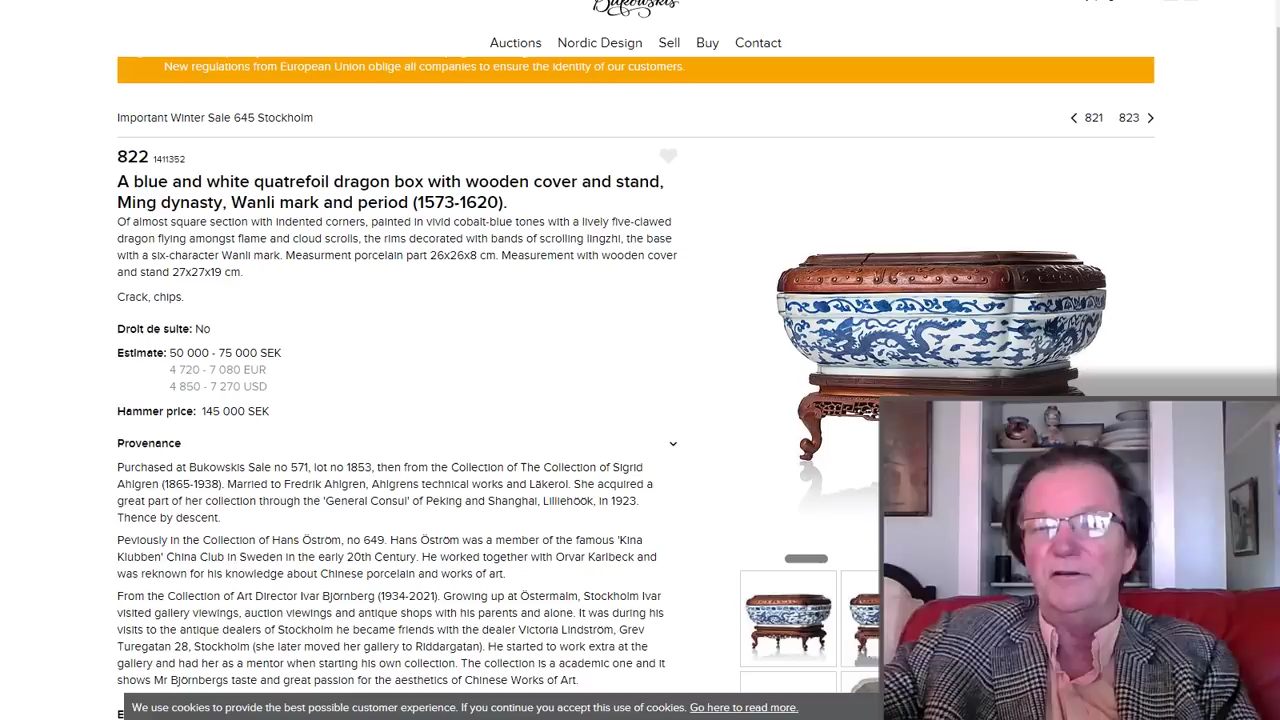 Bukowskis
Auctions Nordic Design Sell Buy Contact
New regulations from European Union oblige all companies to ensure the identity of our customers.
Important Winter Sale 645 Stockholm
821 823
822 1411352
A blue and white quatrefoil dragon box with wooden cover and stand,
Ming dynasty, Wanli mark and period (1573-1620).
Of almost square section with indented corners, painted in vivid cobalt-blue tones with a lively five-clawed
dragon flying amongst flame and cloud scrolls, the rims decorated with bands of scrolling lingzhi, the base
with a six-character Wanli mark. Measurment porcelain part 26x26x8 cm. Measurement with wooden cover
and stand 27x27x19 cm.
Crack, chips.
Droit de suite: No
Estimate: 50 000 - 75 000 SEK
4 720 - 7 080 EUR
4 850 - 7 270 USD
Hammer price: 145 000 SEK
Provenance
Purchased at Bukowskis Sale no 571, lot no 1853, then from the Collection of The Collection of Sigrid
Ahlgren (1865-1938). Married to Fredrik Ahlgren, Ahlgrens technical works and Läkerol. She acquired a
great part of her collection through the 'General Consul' of Peking and Shanghai, Lilliehöök, in 1923.
Thence by descent.
Peviously in the Collection of Hans Öström, no 649. Hans Öström was a member of the famous 'Kina
Klubben' China Club in Sweden in the early 20th Century. He worked together with Orvar Karlbeck and
was reknown for his knowledge about Chinese porcelain and works of art.
From the Collection of Art Director Ivar Björnberg (1934-2021). Growing up at Östermalm, Stockholm Ivar
visited Gallery viewings, auction viewings and antique shops with his parents and alone. It was during his
visits to the antique dealers of Stockholm he became friends with the dealer Victoria Lindström, Grev
Turegatan 28, Stockholm (she later moved her gallery to Riddargatan). He started to work extra at the
gallery and had her as a mentor when starting his own collection. The collection is a academic one and it
shows Mr Björnbergs taste and great passion for the aesthetics of Chinese Works of Art.
We use cookies to provide the best possible customer experience. If you continue you accept this use of cookies. Go here to read more.